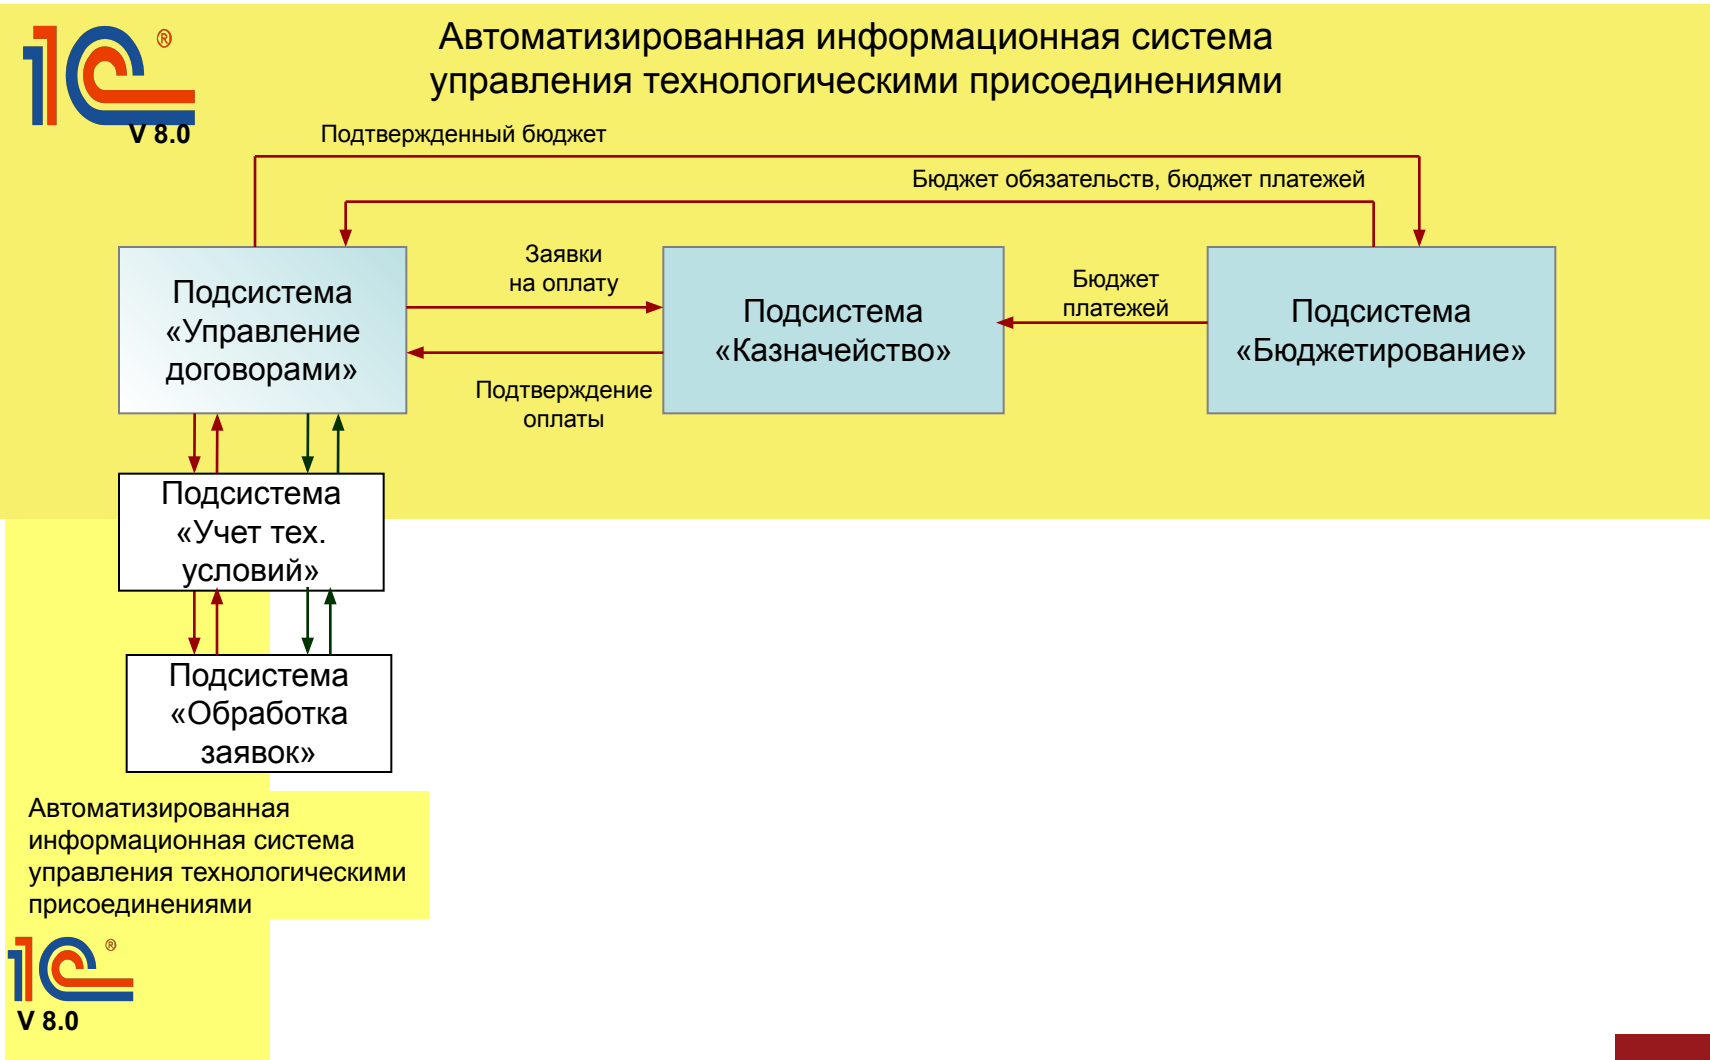 1С®
V 8.0
Автоматизированная информационная система
управления технологическими присоединениями
Подтвержденный бюджет
Бюджет обязательств, бюджет платежей
Подсистема
«Управление
договорами»
Заявки
на оплату
Подтверждение
оплаты
Подсистема
«Казначейство»
Бюджет
платежей
Подсистема
«Бюджетирование»
Подсистема
«Учет тех.
условий»
Подсистема
«Обработка
заявок»
Автоматизированная
информационная система
управления технологическими
присоединениями
1С®
V 8.0